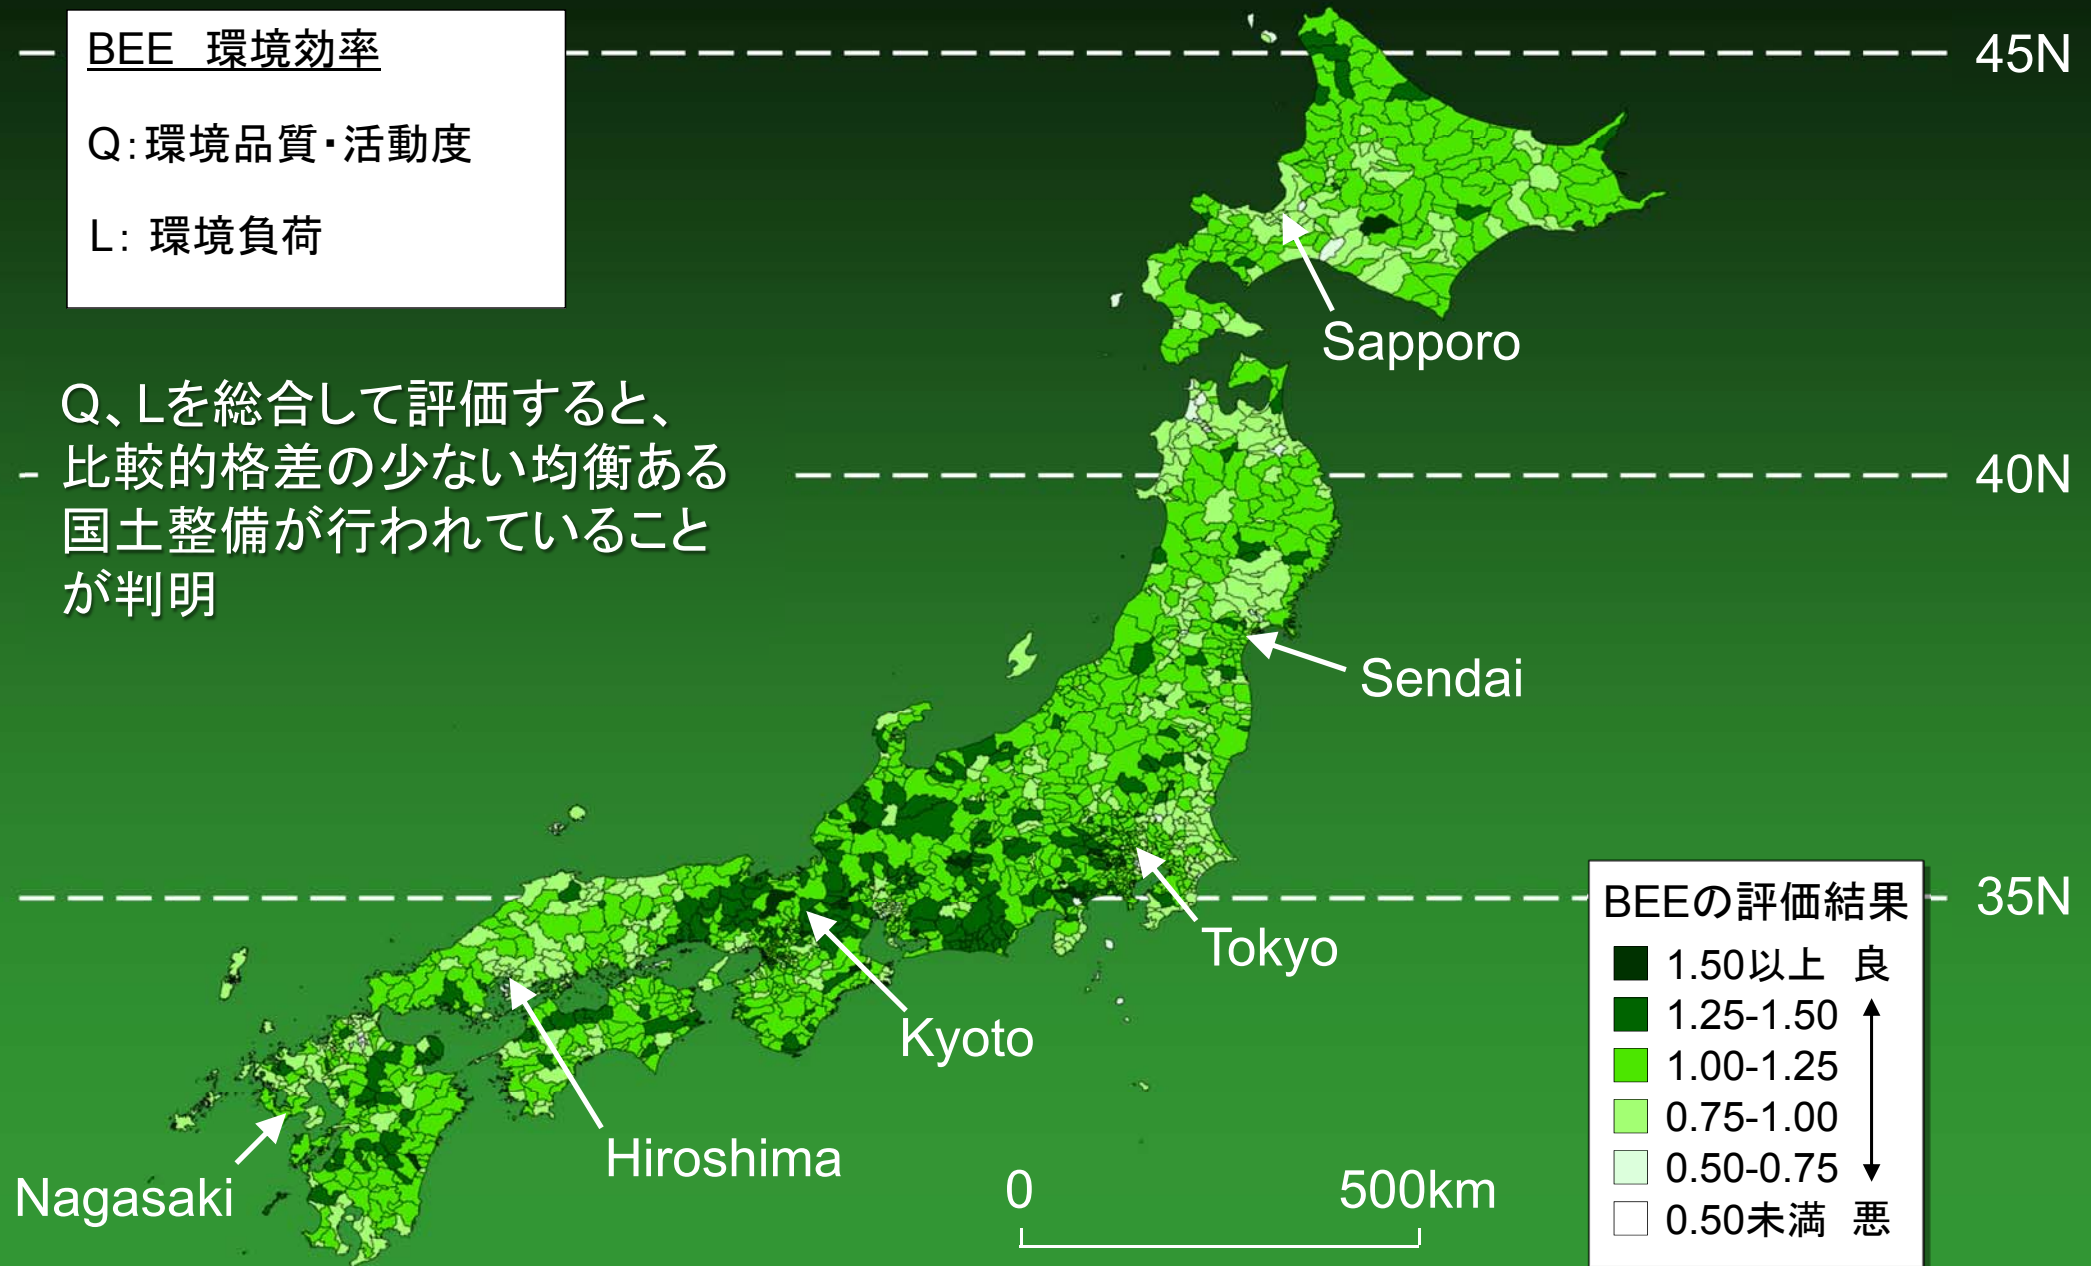 BEE 環境効率
Q:環境品質・活動度
L: 環境負荷
Q、Lを総合して評価すると、
比較的格差の少ない均衡ある
国土整備が行われていること
が判明
45N
40N
35N
Sapporo
Sendai
Tokyo
Kyoto
Hiroshima
Nagasaki
0 500km
BEEの評価結果
1.50以上 良
1.25-1.50
1.00-1.25
0.75-1.00
0.50-0.75
0.50未満 悪